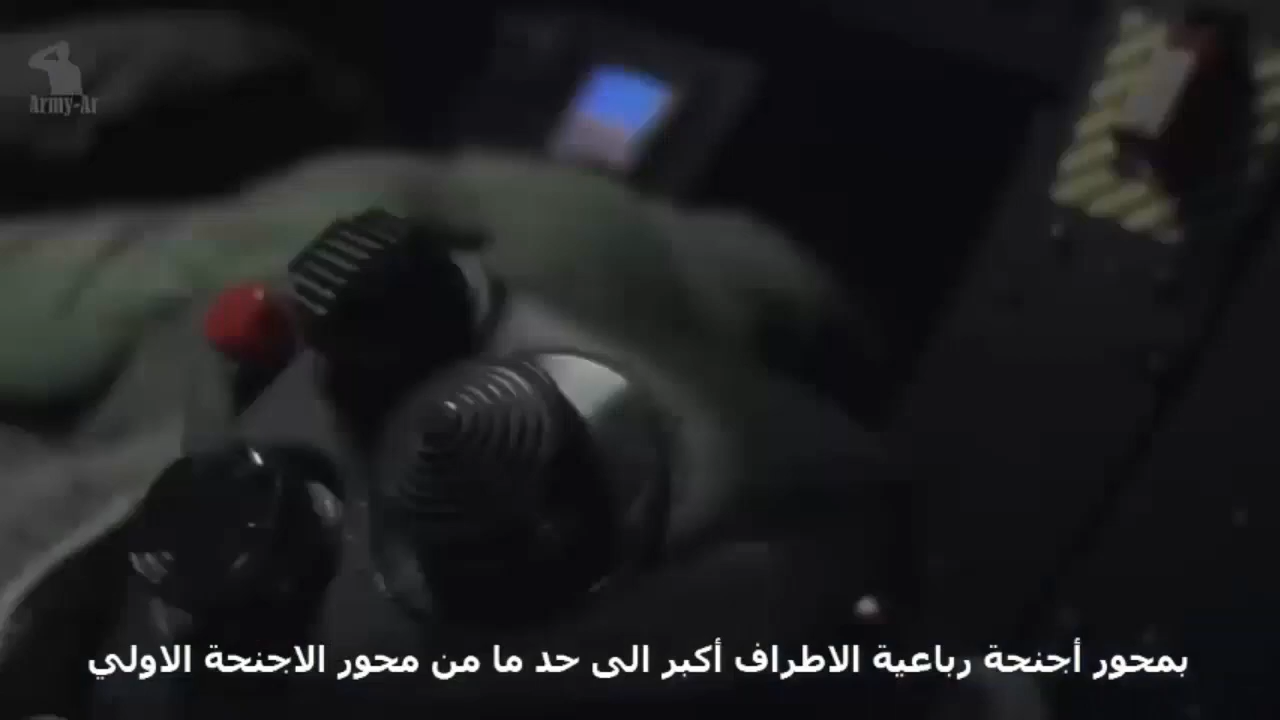 Army-Ar
بمحور أجنحة رباعية الاطراف أكبر الى حد ما من محور الاجنحة الاولي